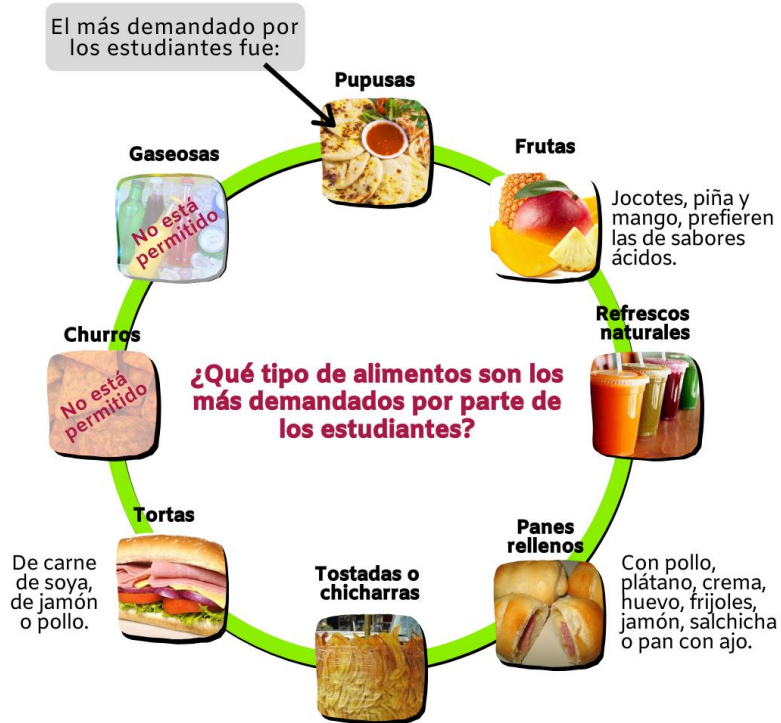 El más demandado por
los estudiantes fue:
Pupusas
Frutas
Jocotes, piña y
mango, prefieren
las de sabores
ácidos.
Refrescos
naturales
Panes
rellenos
Con pollo,
plátano, crema,
huevo, frijoles,
jamón, salchicha
o pan con ajo.
Tostadas o
chicharras
Tortas
De carne
de soya,
de jamón
o pollo.
Churros
No está
permitido
Gaseosas
No está
permitido
¿Qué tipo de alimentos son los
más demandados por parte de
los estudiantes?